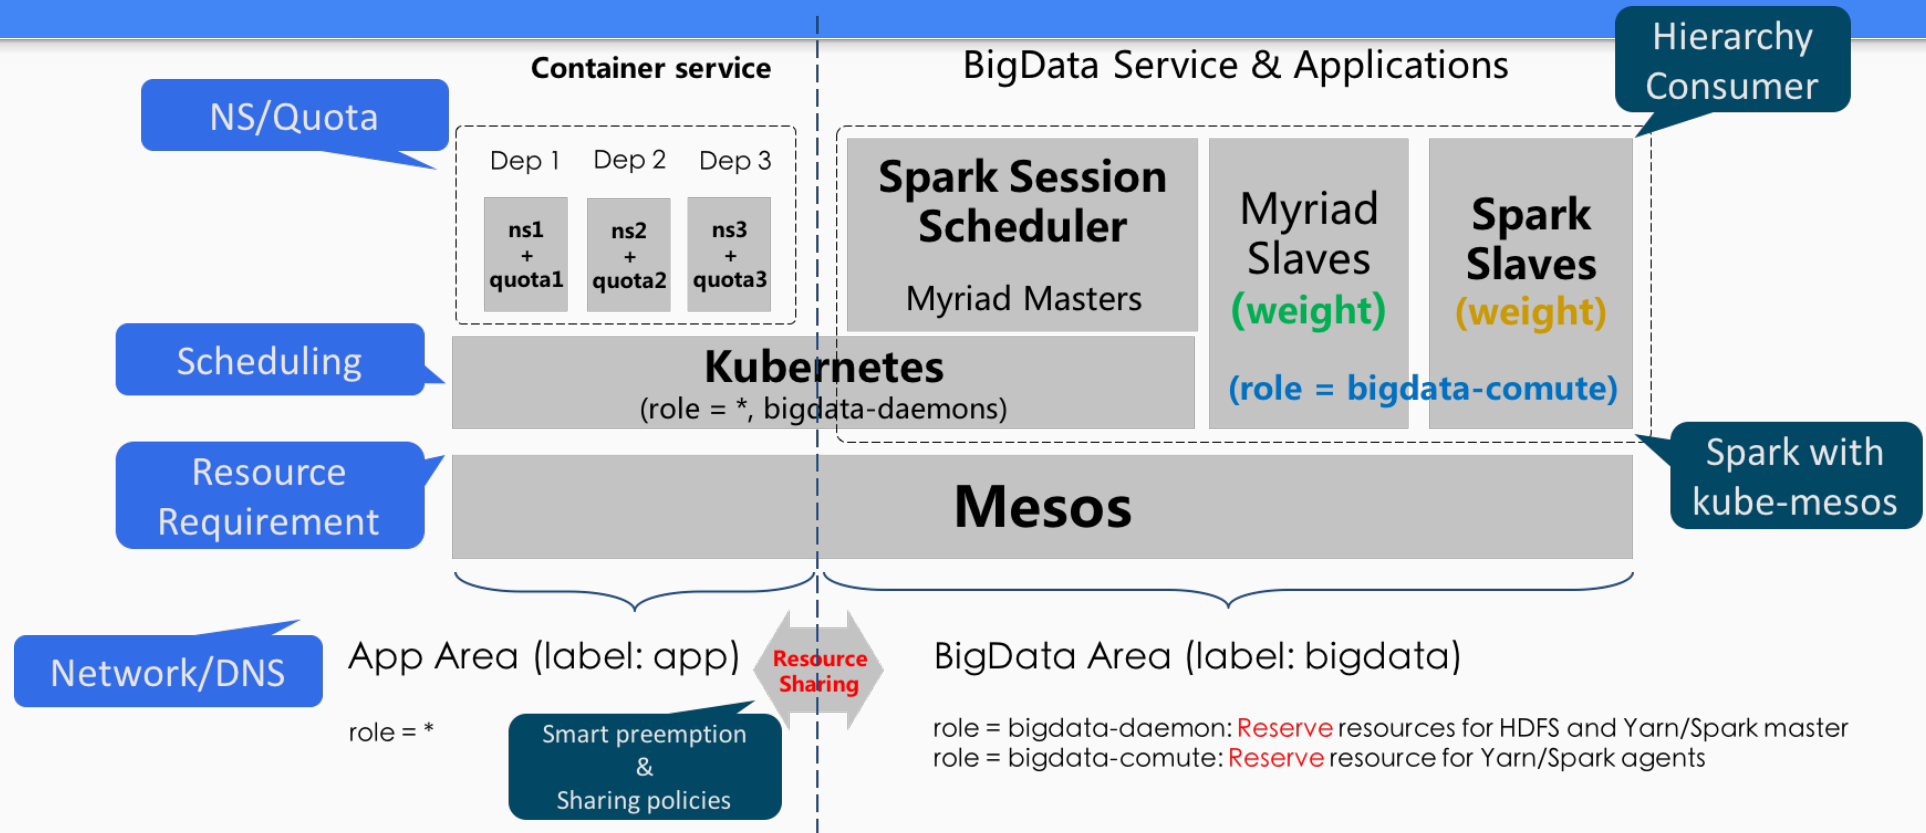 Hierarchy
Consumer
Container service
BigData Service & Applications
NS/Quota
Dep 1
Dep 2
Dep 3
ns1
+
quota1
ns2
+
quota2
ns3
+
quota3
Spark Session
Scheduler
Myriad Masters
Myriad
Slaves
(weight)
Spark
Slaves
(weight)
(role = bigdata-comute)
Scheduling
Kubernetes
(role = *, bigdata-daemons)
Resource
Requirement
Mesos
Spark with
kube-mesos
Network/DNS
App Area (label: app)
role = *
Resource
Sharing
Smart preemption
&
Sharing policies
BigData Area (label: bigdata)
role = bigdata-daemon: Reserve resources for HDFS and Yarn/Spark master
role = bigdata-comute: Reserve resource for Yarn/Spark agents